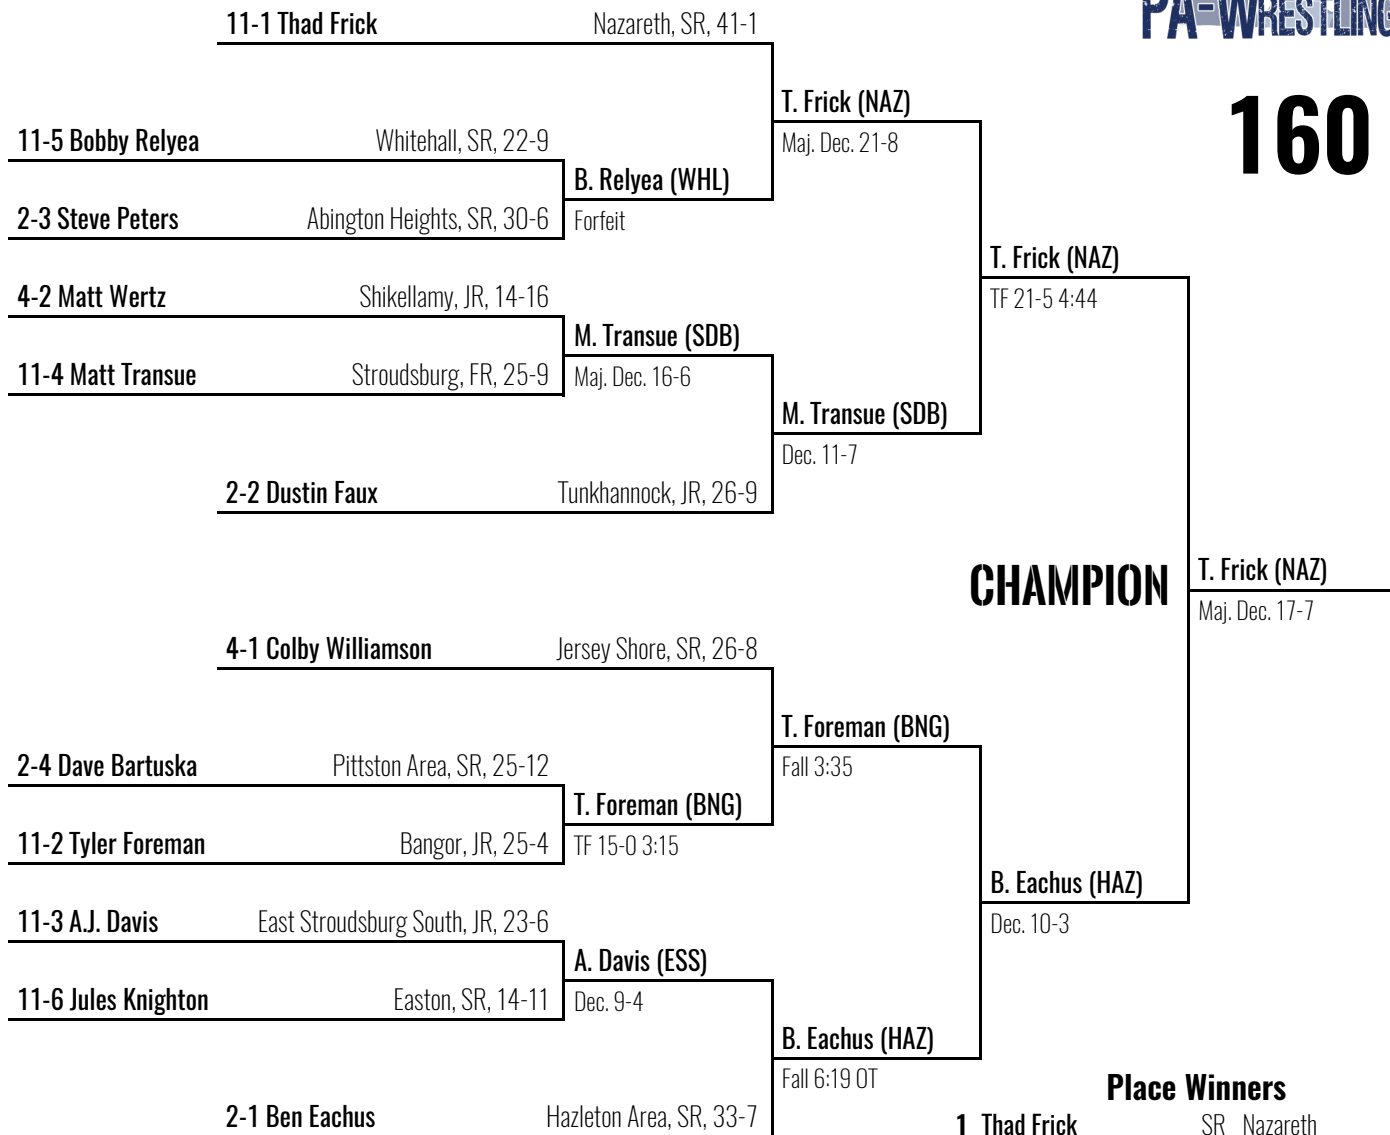 PA-WRESTLING
160
11-1 Thad Frick Nazareth, SR, 41-1
T. Frick (NAZ)
Maj. Dec. 21-8
11-5 Bobby Relyea Whitehall, SR, 22-9
B. Relyea (WHL)
2-3 Steve Peters Abington Heights, SR, 30-6
Forfeit
T. Frick (NAZ)
TF 21-5 4:44
4-2 Matt Wertz Shikellamy, JR, 14-16
M. Transue (SDB)
11-4 Matt Transue Stroudsburg, FR, 25-9
Maj. Dec. 16-6
M. Transue (SDB)
Dec. 11-7
2-2 Dustin Faux Tunkhannock, JR, 26-9
CHAMPION
T. Frick (NAZ)
Maj. Dec. 17-7
4-1 Colby Williamson Jersey Shore, SR, 26-8
T. Foreman (BNG)
Fall 3:35
2-4 Dave Bartuska Pittston Area, SR, 25-12
T. Foreman (BNG)
11-2 Tyler Foreman Bangor, JR, 25-4
TF 15-0 3:15
B. Eachus (HAZ)
Dec. 10-3
11-3 A.J. Davis East Stroudsburg South, JR, 23-6
A. Davis (ESS)
11-6 Jules Knighton Easton, SR, 14-11
Dec. 9-4
B. Eachus (HAZ)
Fall 6:19 OT
2-1 Ben Eachus Hazleton Area, SR, 33-7
Place Winners
1 Thad Frick SR Nazareth